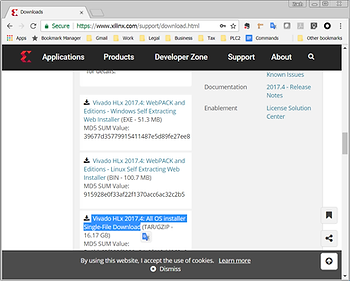 Downloads
Secure https://www.xilinx.com/support/download.html
Apps Bookmark Manager Gmail Work Legal Business Tax PLC2 Commons Other bookmarks
Applications Products Developer Zone Support About
for details.
Known Issues
Documentation 2017.4 - Release Notes
Enablement License Solution Center
Vivado HLx 2017.4: WebPACK and
Editions - Windows Self Extracting
Web Installer (EXE - 51.3 MB)
MD5 SUM Value:
39677d35779915411487e5d89fe27ee8
Vivado HLx 2017.4: WebPACK and
Editions - Linux Self Extracting
Web Installer (BIN - 100.7 MB)
MD5 SUM Value:
915928e0f33af22f1370acc6ac32c2b5
Vivado HLx 2017.4: All OS installer
Single-File Download (TAR/GZIP -
16.17 GB)
MD5 SUM Value:
By using this website, I accept the use of cookies. Learn more
Dismiss